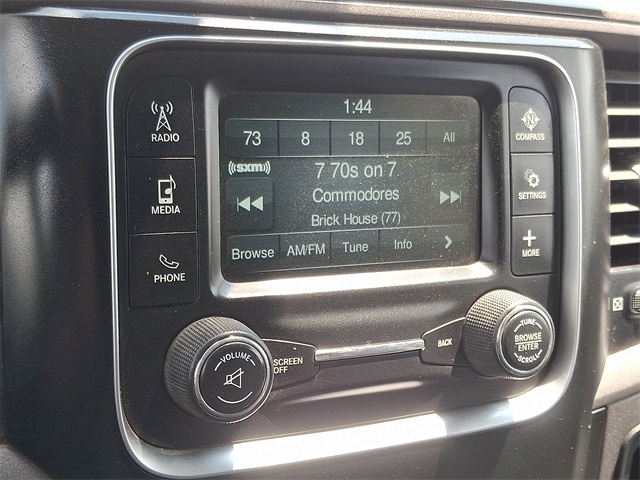 1:44
73 8 18 25 All
((sxm))
7 70s on 7
Commodores
Brick House (77)
Browse AM/FM Tune Info
RADIO
MEDIA
PHONE
N
COMPASS
SETTINGS
MORE
VOLUME
SCREEN
OFF
BACK
TUNE
BROWSE
ENTER
SCROLL